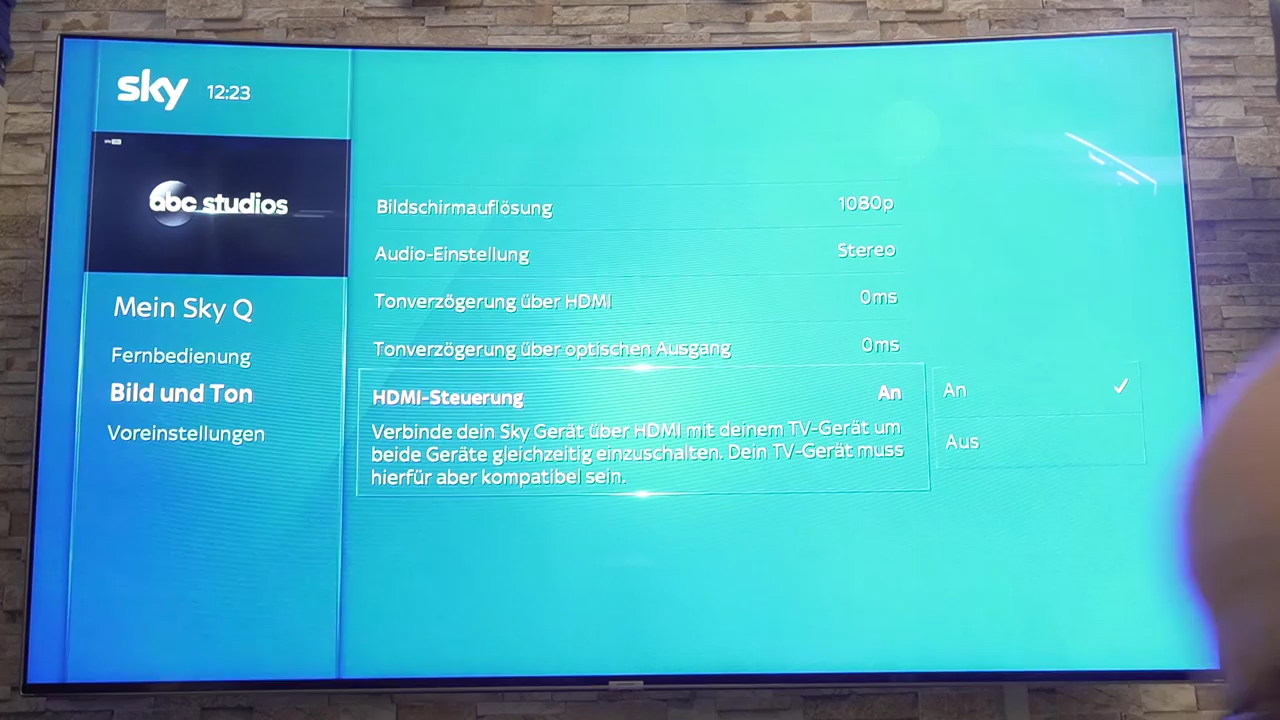 sky 12:23
abc studios
Mein Sky Q
Fernbedienung
Bild und Ton
Voreinstellungen
Bildschirmauflösung 1080p
Audio-Einstellung Stereo
Tonverzögerung über HDMI 0ms
Tonverzögerung über optischen Ausgang 0ms
HDMI-Steuerung An
Verbinde dein Sky Gerät über HDMI mit deinem TV-Gerät um
beide Geräte gleichzeitig einzuschalten. Dein TV-Gerät muss
hierfür aber kompatibel sein.
An
Aus